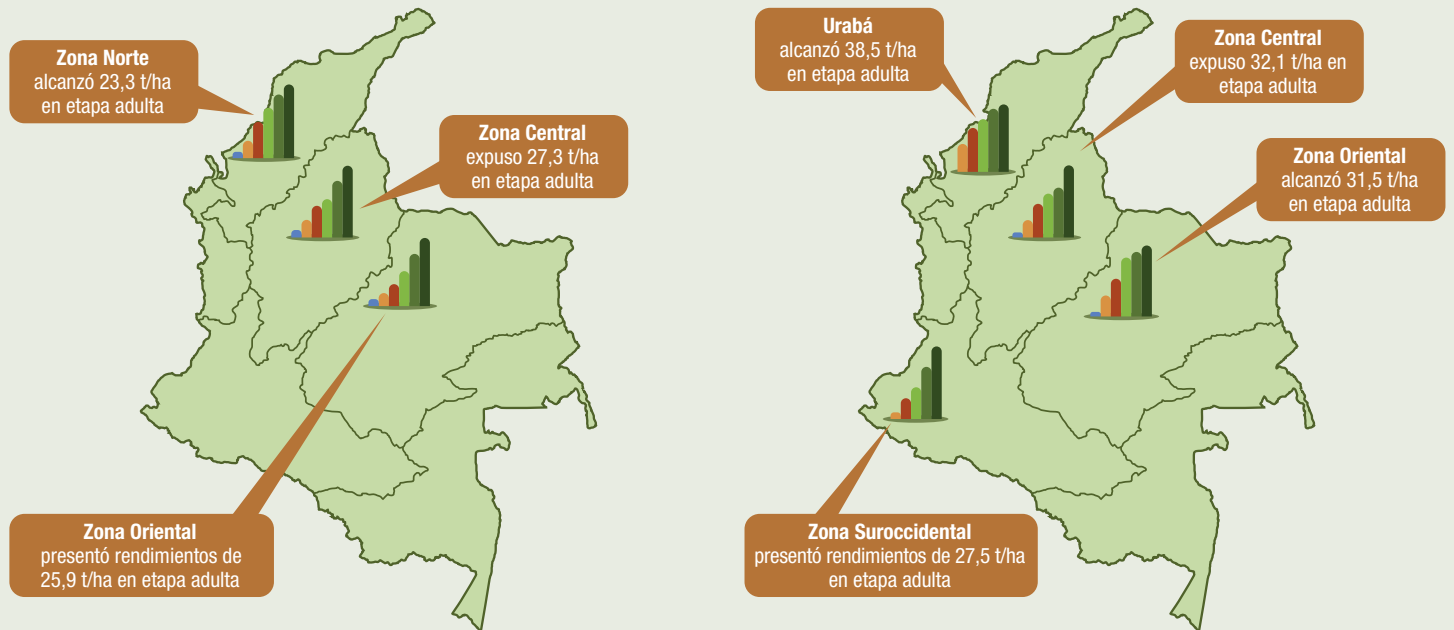 Zona Norte
alcanzó 23,3 t/ha
en etapa adulta
Zona Central
expuso 27,3 t/ha
en etapa adulta
Zona Oriental
presentó rendimientos de
25,9 t/ha en etapa adulta
Urabá
alcanzó 38,5 t/ha
en etapa adulta
Zona Central
expuso 32,1 t/ha en
etapa adulta
Zona Oriental
alcanzó 31,5 t/ha
en etapa adulta
Zona Suroccidental
presentó rendimientos de 27,5 t/ha
en etapa adulta